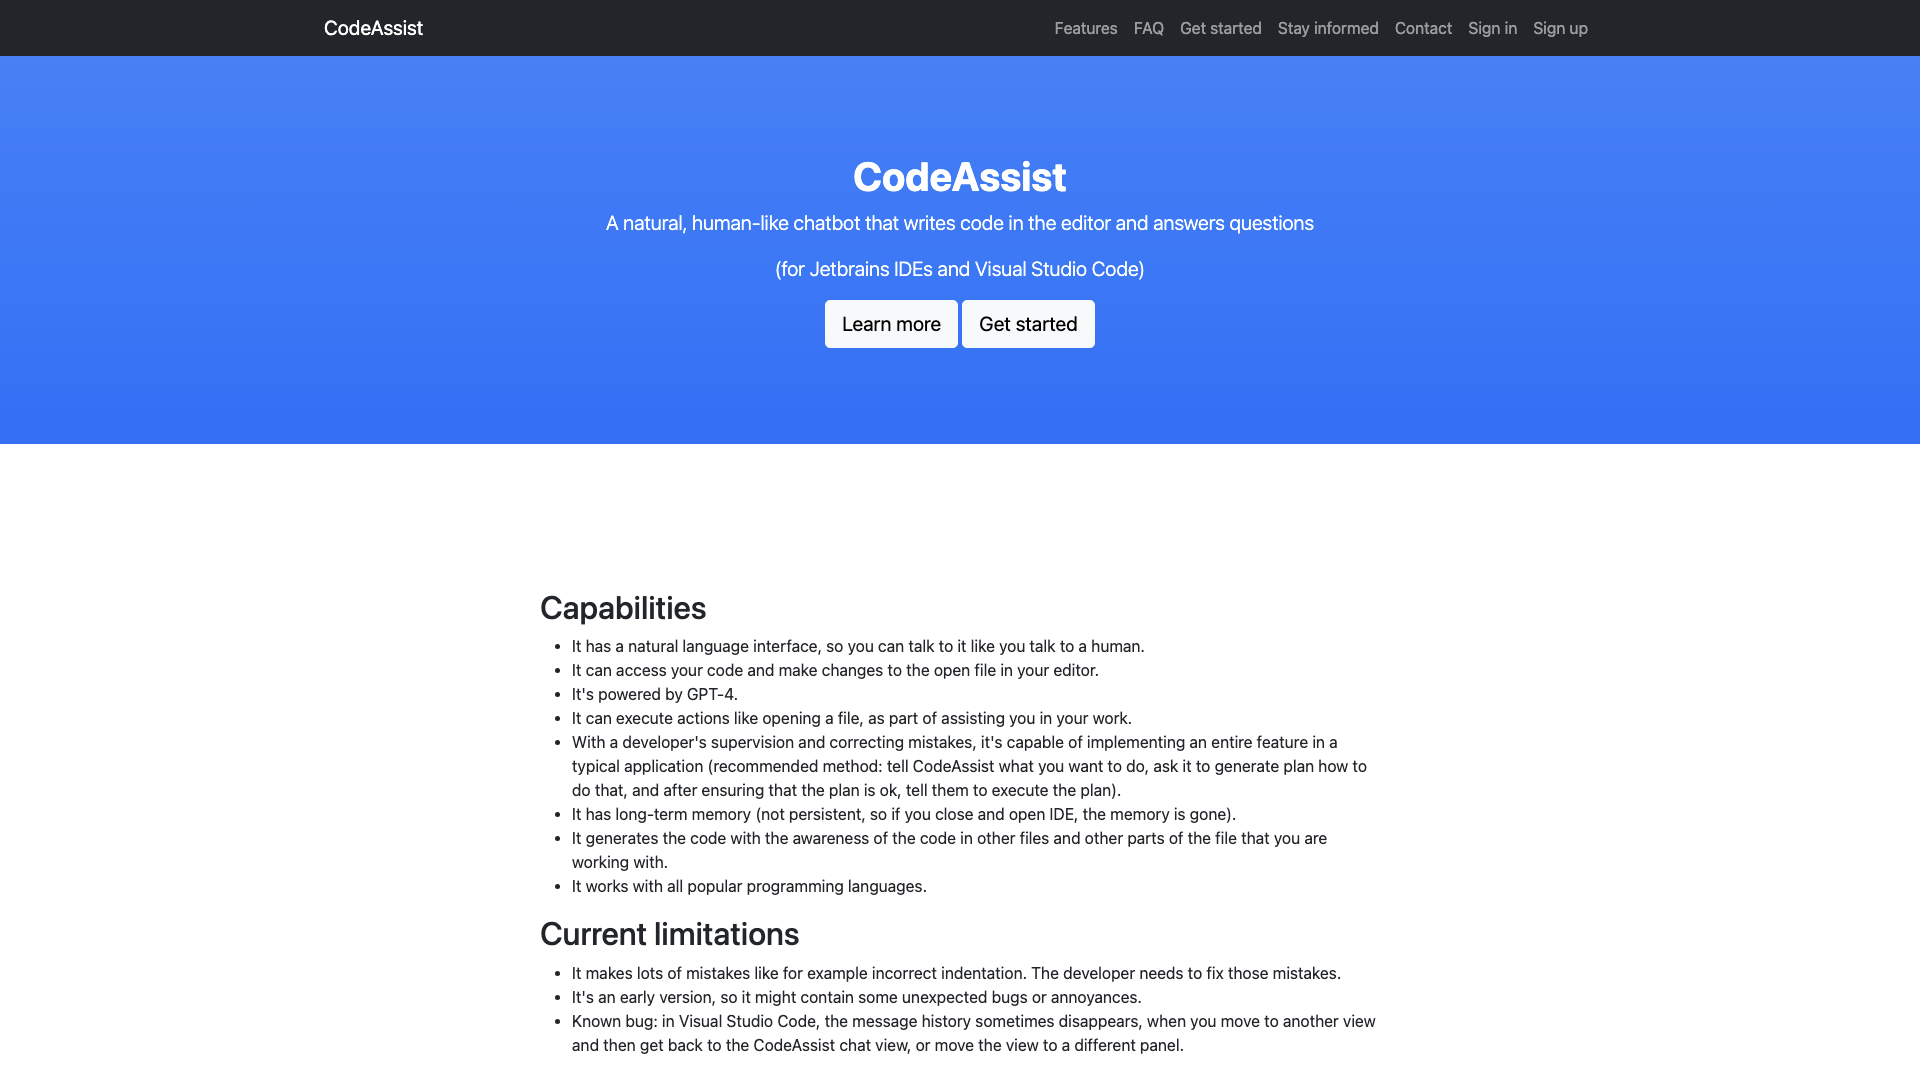 CodeAssist
Features FAQ Get started Stay informed Contact Sign in Sign up
CodeAssist
A natural, human-like chatbot that writes code in the editor and answers questions
(for Jetbrains IDEs and Visual Studio Code)
Learn more Get started
Capabilities
• It has a natural language interface, so you can talk to it like you talk to a human.
• It can access your code and make changes to the open file in your editor.
• It's powered by GPT-4.
• It can execute actions like opening a file, as part of assisting you in your work.
• With a developer's supervision and correcting mistakes, it's capable of implementing an entire feature in a
typical application (recommended method: tell CodeAssist what you want to do, ask it to generate plan how to
do that, and after ensuring that the plan is ok, tell them to execute the plan).
• It has long-term memory (not persistent, so if you close and open IDE, the memory is gone).
• It generates the code with the awareness of the code in other files and other parts of the file that you are
working with.
• It works with all popular programming languages.
Current limitations
• It makes lots of mistakes like for example incorrect indentation. The developer needs to fix those mistakes.
• It's an early version, so it might contain some unexpected bugs or annoyances.
• Known bug: in Visual Studio Code, the message history sometimes disappears, when you move to another view
and then get back to the CodeAssist chat view, or move the view to a different panel.